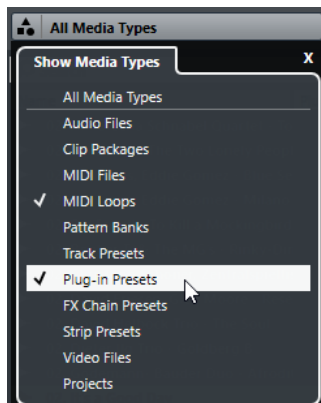 All Media Types
Show Media Types X
All Media Types
Audio Files
Clip Packages
MIDI Files
MIDI Loops
Pattern Banks
Track Presets
Plug-in Presets
FX Chain Presets
Strip Presets
Video Files
Projects